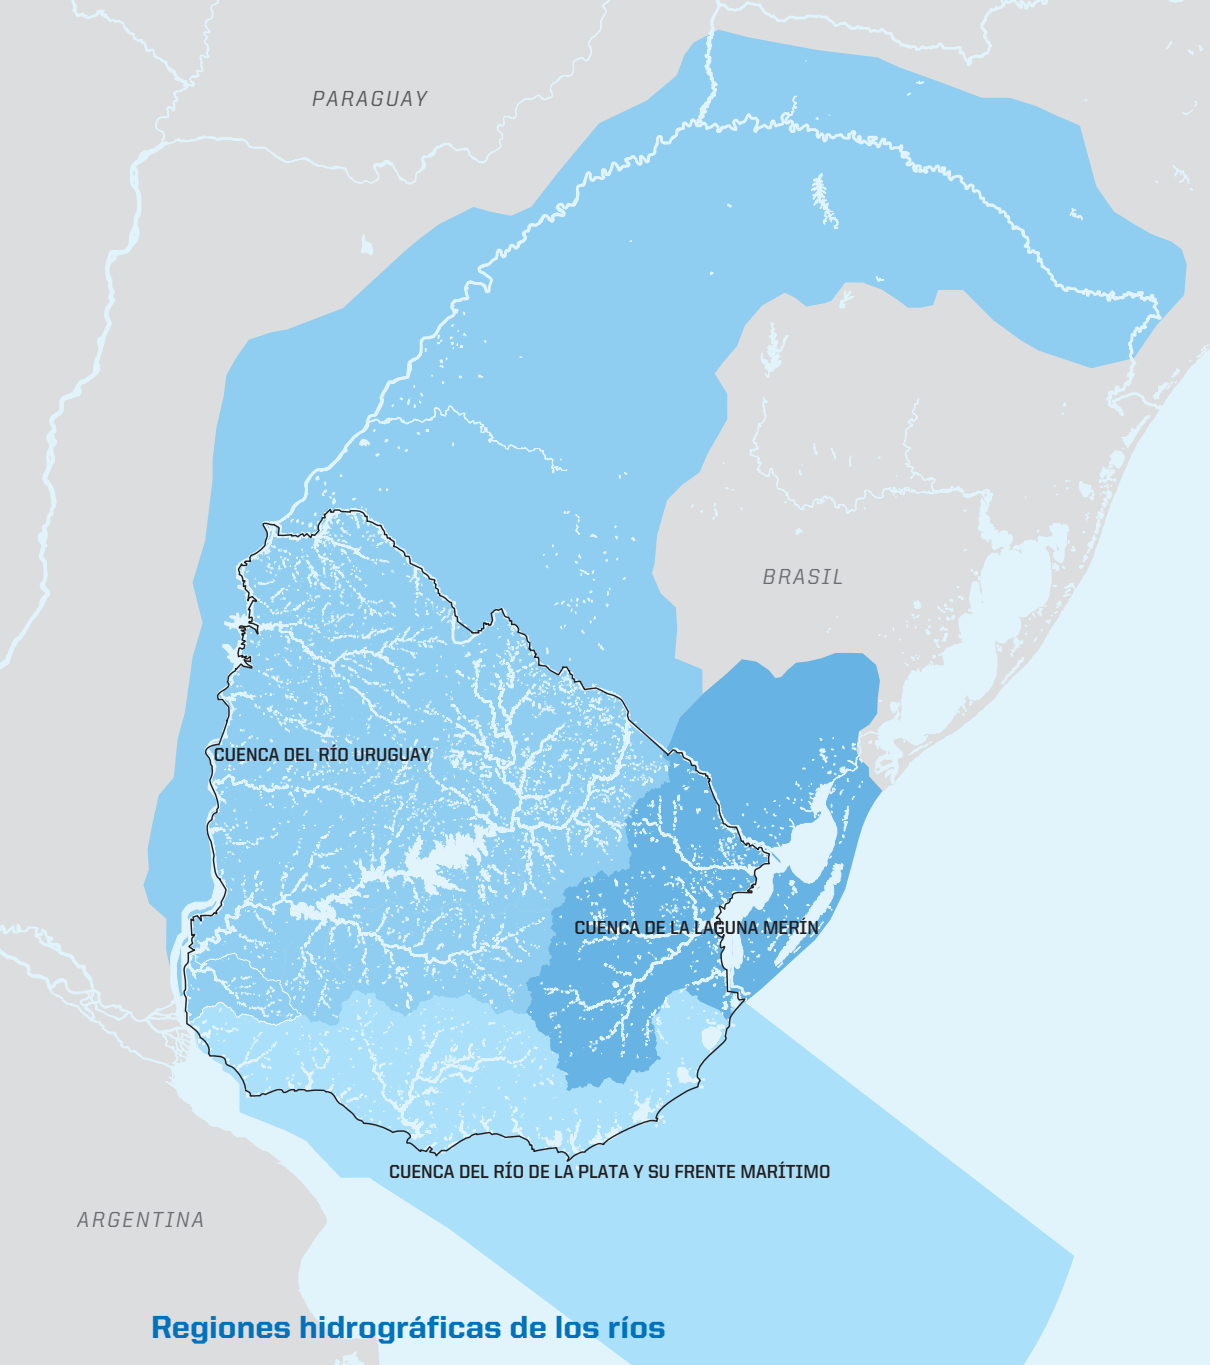 PARAGUAY
BRASIL
CUENCA DEL RÍO URUGUAY
CUENCA DE LA LAGUNA MERÍN
CUENCA DEL RÍO DE LA PLATA Y SU FRENTE MARÍTIMO
ARGENTINA
Regiones hidrográficas de los ríos